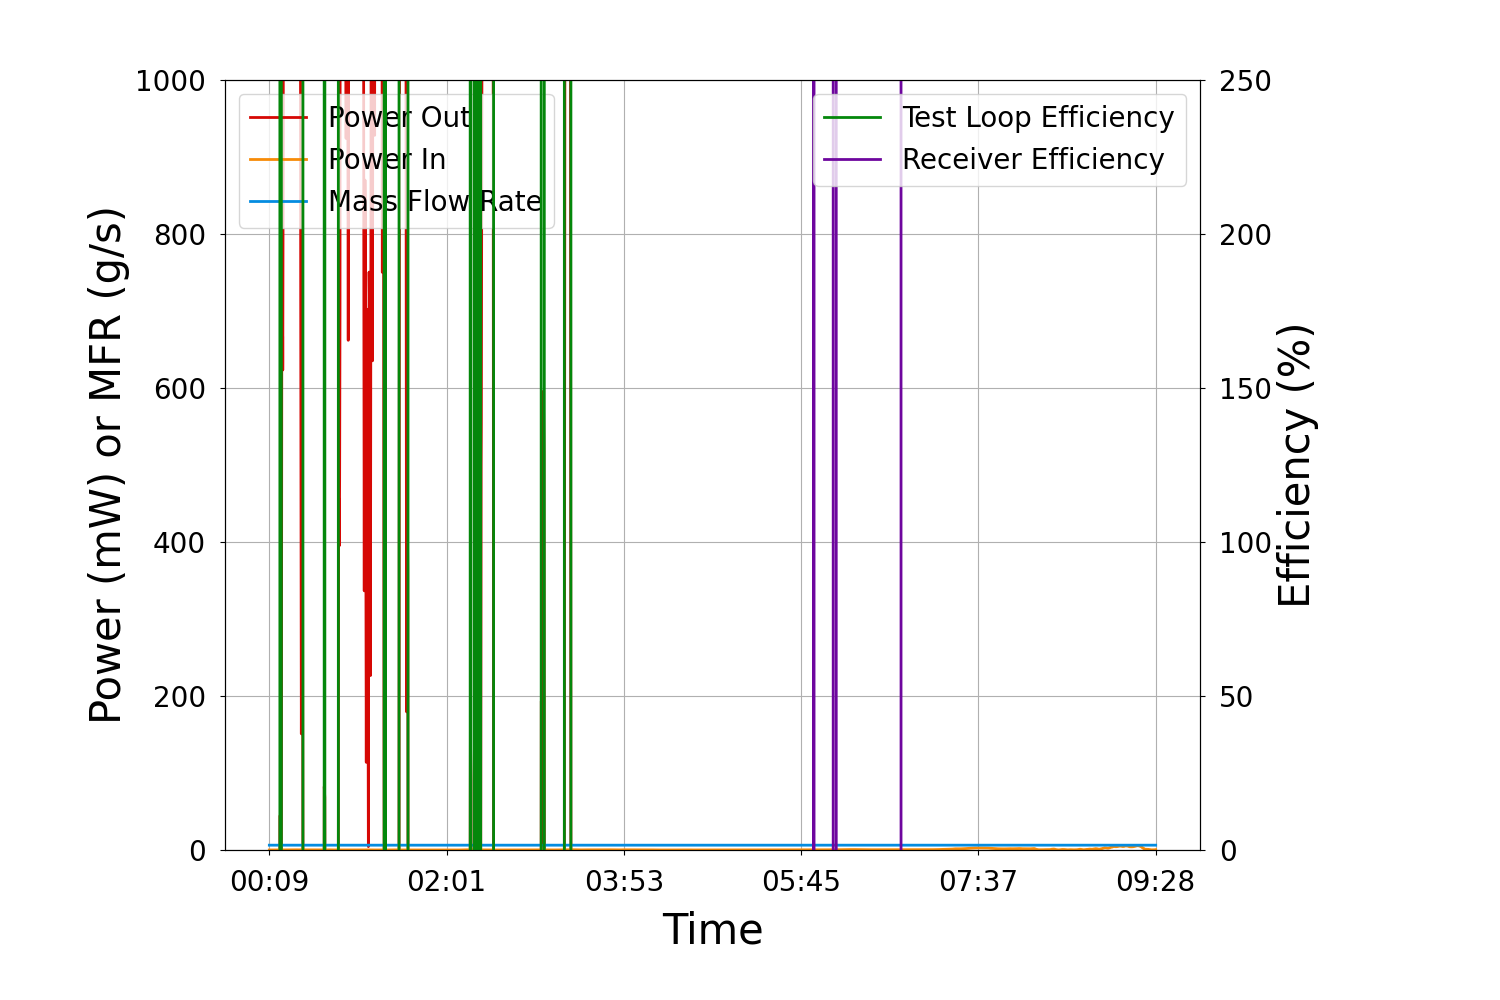 1000
800
600
400
200
0
Power (mW) or MFR (g/s)
Power Out
Power In
Mass Flow Rate
Test Loop Efficiency
Receiver Efficiency
250
200
150
100
50
0
Efficiency (%)
00:09 02:01 03:53 05:45 07:37 09:28
Time